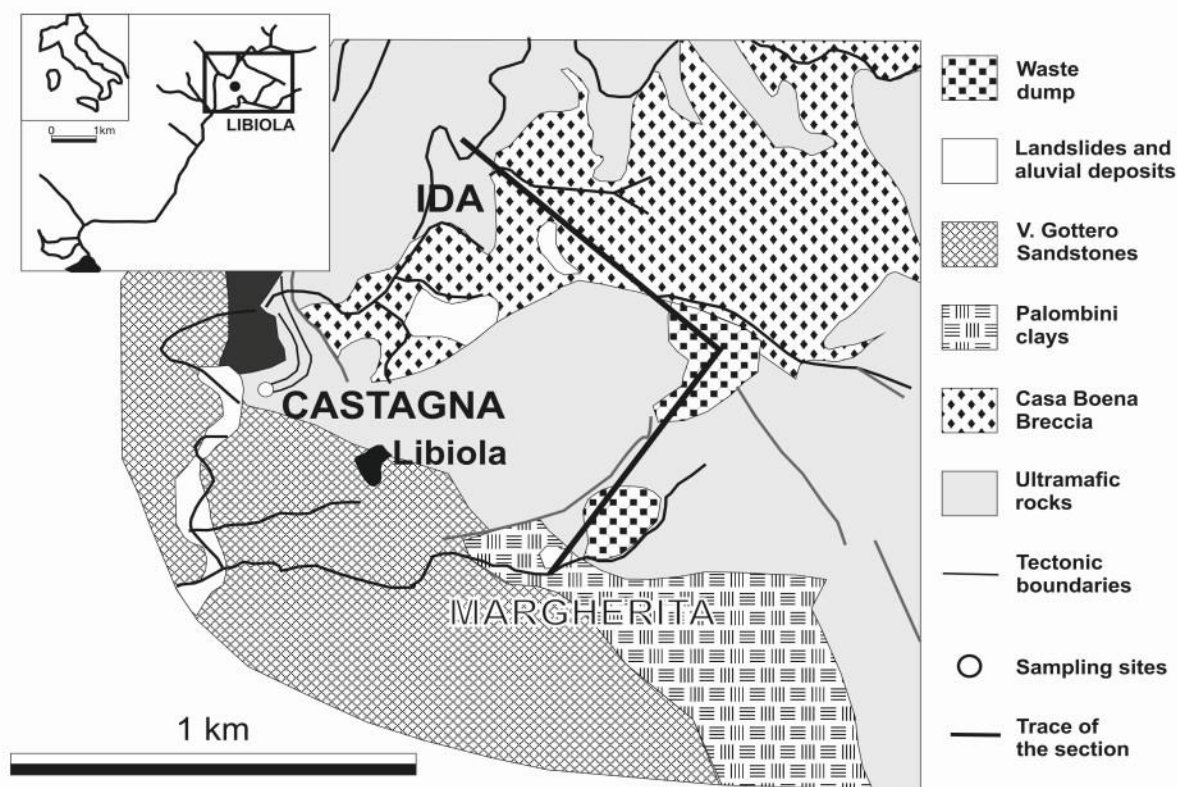 0 1km
LIBIOLA
IDA
CASTAGNA
Libiola
MARGHERITA
1 km
Waste
dump
Landslides and
aluvial deposits
V. Gottero
Sandstones
Palombini
clays
Casa Boena
Breccia
Ultramafic
rocks
Tectonic
boundaries
Sampling sites
Trace of
the section